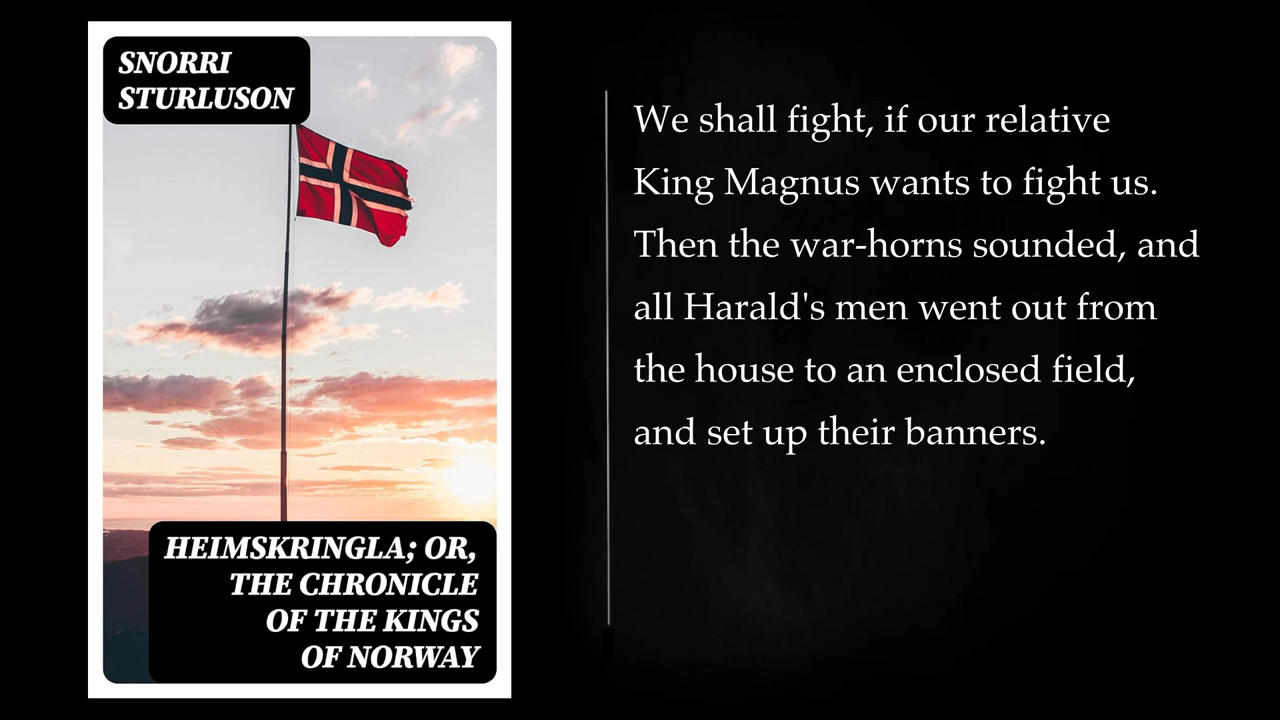 SNORRI
STURLUSON
HEIMSKRINGLA; OR,
THE CHRONICLE
OF THE KINGS
OF NORWAY
We shall fight, if our relative
King Magnus wants to fight us.
Then the war-horns sounded, and
all Harald's men went out from
the house to an enclosed field,
and set up their banners.